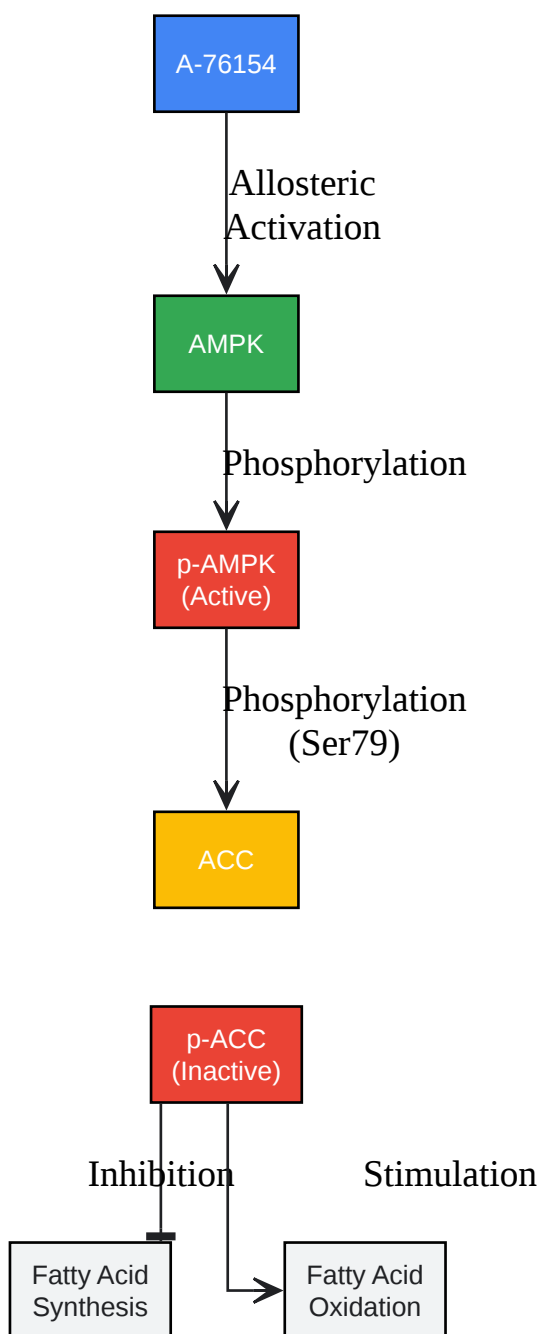 A-76154
Allosteric
Activation
AMPK
Phosphorylation
p-AMPK
(Active)
Phosphorylation
(Ser79)
ACC
p-ACC
(Inactive)
Inhibition
Stimulation
Fatty Acid
Synthesis
Fatty Acid
Oxidation